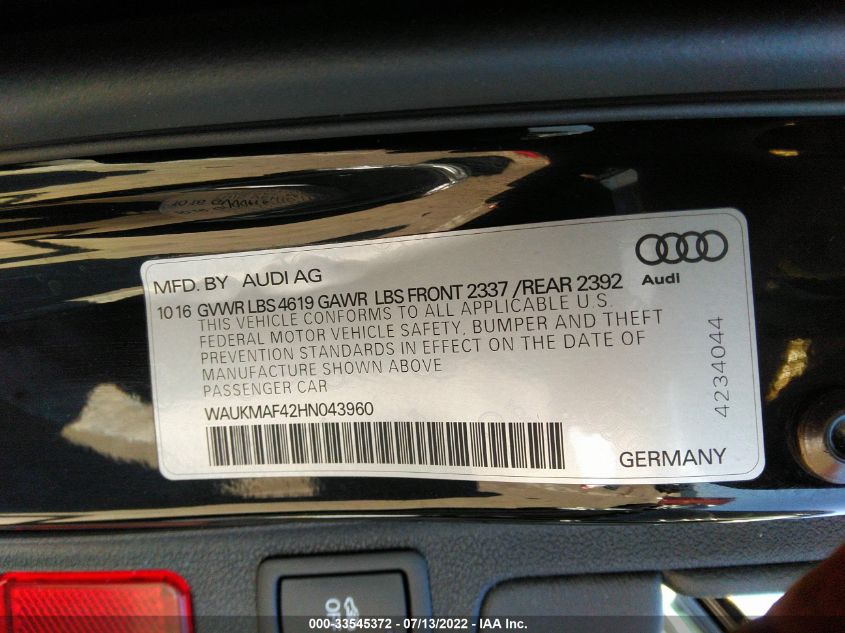 MFD. BY AUDI AG
Audi
10 16 GVWR LBS 4619 GAWR LBS FRONT 2337 /REAR 2392
THIS VEHICLE CONFORMS TO ALL APPLICABLE U.S.
FEDERAL MOTOR VEHICLE SAFETY, BUMPER AND THEFT
PREVENTION STANDARDS IN EFFECT ON THE DATE OF
MANUFACTURE SHOWN ABOVE
PASSENGER CAR
4234044
WAUKMAF42HN043960
GERMANY
OFF
000-33545372 - 07/13/2022 - IAA Inc.